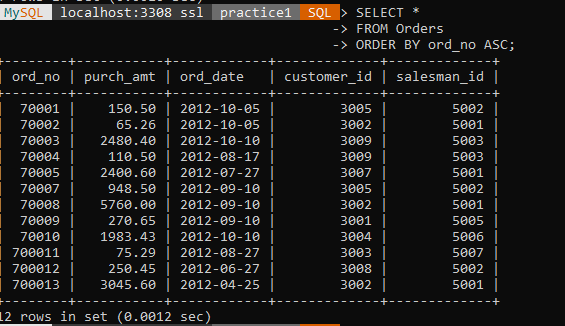 MySQL localhost:3308 ssl practice1 SQL > SELECT *
-> FROM Orders
-> ORDER BY ord_no ASC;
+--------+-----------+------------+-------------+-------------+
| ord_no | purch_amt | ord_date   | customer_id | salesman_id |
+--------+-----------+------------+-------------+-------------+
|  70001 |    150.50 | 2012-10-05 |        3005 |        5002 |
|  70002 |     65.26 | 2012-10-05 |        3002 |        5001 |
|  70003 |   2480.40 | 2012-10-10 |        3009 |        5003 |
|  70004 |    110.50 | 2012-08-17 |        3009 |        5003 |
|  70005 |   2400.60 | 2012-07-27 |        3007 |        5001 |
|  70007 |    948.50 | 2012-09-10 |        3005 |        5002 |
|  70008 |   5760.00 | 2012-09-10 |        3002 |        5001 |
|  70009 |    270.65 | 2012-09-10 |        3001 |        5005 |
|  70010 |   1983.43 | 2012-10-10 |        3004 |        5006 |
| 700011 |     75.29 | 2012-08-27 |        3003 |        5007 |
| 700012 |    250.45 | 2012-06-27 |        3008 |        5002 |
| 700013 |   3045.60 | 2012-04-25 |        3002 |        5001 |
+--------+-----------+------------+-------------+-------------+
12 rows in set (0.0012 sec)